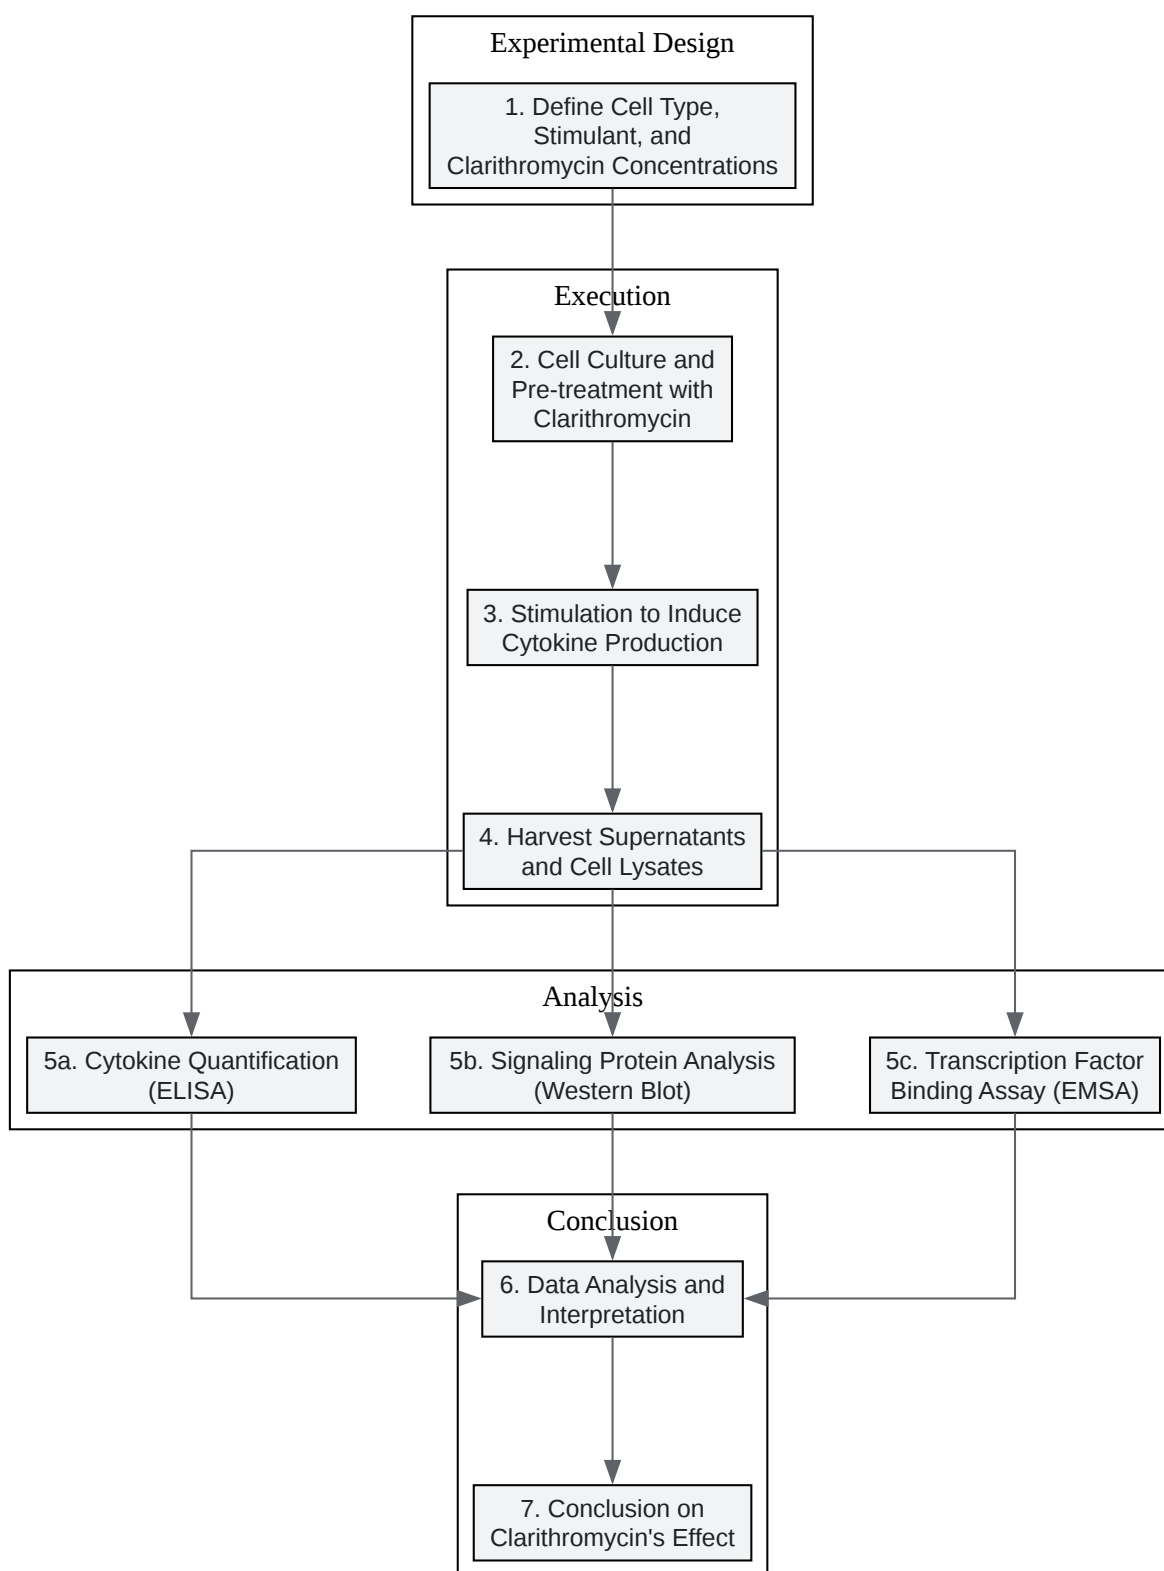 Experimental Design
1. Define Cell Type,
Stimulant, and
Clarithromycin Concentrations
Execution
2. Cell Culture and
Pre-treatment with
Clarithromycin
3. Stimulation to Induce
Cytokine Production
4. Harvest Supernatants
and Cell Lysates
Analysis
5a. Cytokine Quantification
(ELISA)
5b. Signaling Protein Analysis
(Western Blot)
5c. Transcription Factor
Binding Assay (EMSA)
Conclusion
6. Data Analysis and
Interpretation
7. Conclusion on
Clarithromycin's Effect